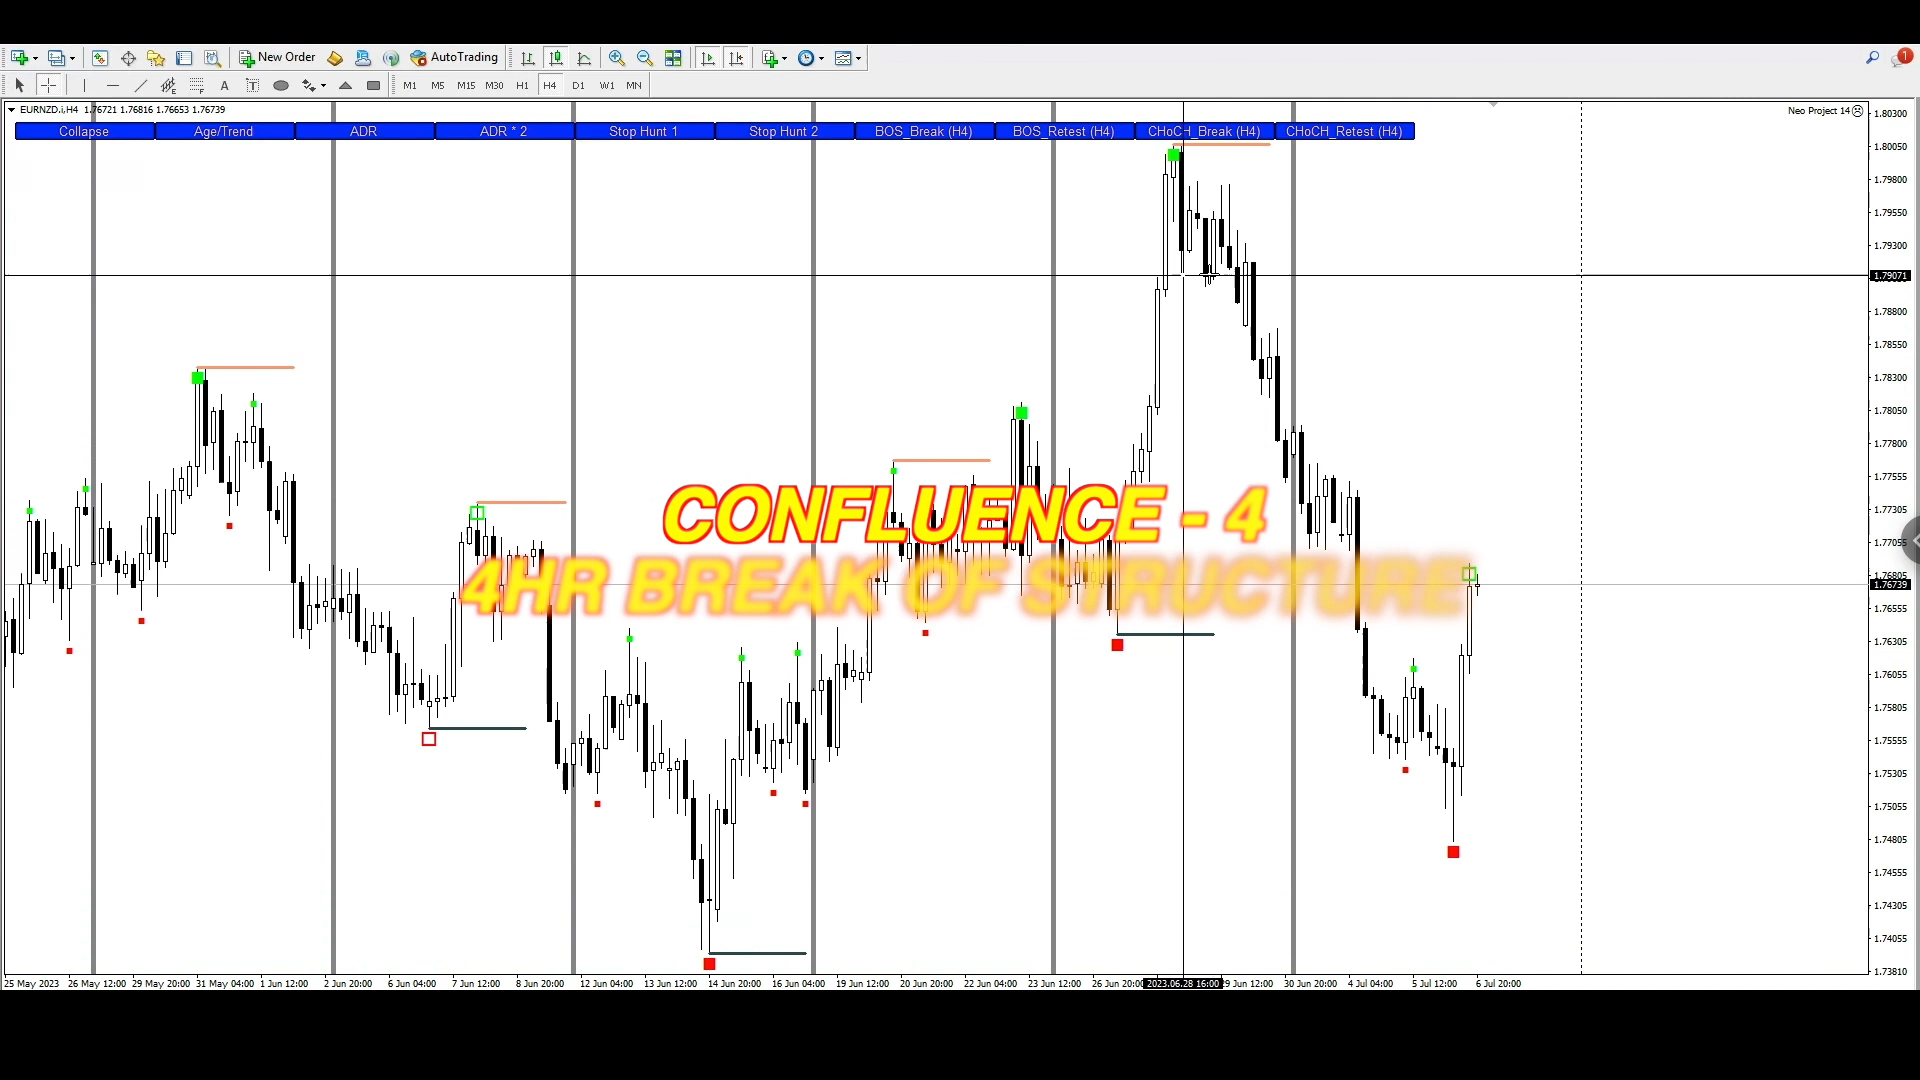 New Order
AutoTrading
1
A
T
M1 M5 M15 M30 H1 H4 D1 W1 MN
EURNZD.i,H4 1.76721 1.76816 1.76653 1.76739
Neo Project 14
Collapse
Age/Trend
ADR
ADR * 2
Stop Hunt 1
Stop Hunt 2
BOS_Break (H4)
BOS_Retest (H4)
CHoCH_Break (H4)
CHoCH_Retest (H4)
1.80300
1.80050
1.79800
1.79550
1.79300
1.79071
1.78800
1.78550
1.78300
1.78050
1.77800
1.77555
1.77305
1.77055
1.76805
1.76739
1.76555
1.76305
1.76055
1.75805
1.75555
1.75305
1.75055
1.74805
1.74555
1.74305
1.74055
1.73810
CONFLUENCE - 4
4HR BREAK OF STRUCTURE
25 May 2023 26 May 12:00 29 May 20:00 31 May 04:00 1 Jun 12:00 2 Jun 20:00 6 Jun 04:00 7 Jun 12:00 8 Jun 20:00 12 Jun 04:00 13 Jun 12:00 14 Jun 20:00 16 Jun 04:00 19 Jun 12:00 20 Jun 20:00 22 Jun 04:00 23 Jun 12:00 26 Jun 20:00 2023.06.28 16:00 29 Jun 12:00 30 Jun 20:00 4 Jul 04:00 5 Jul 12:00 6 Jul 20:00